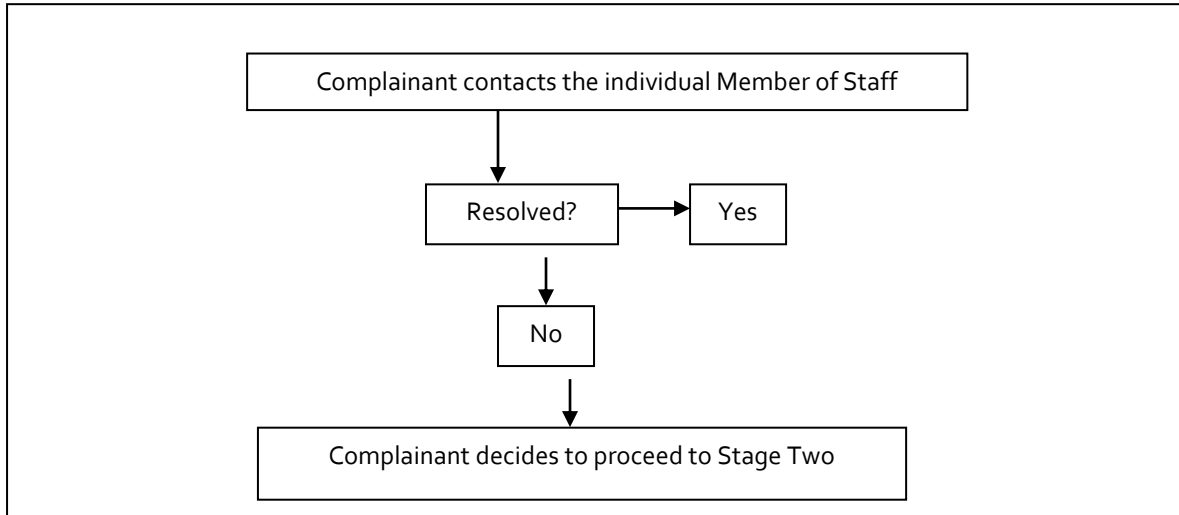 Complainant contacts the individual Member of Staff
Resolved?
Yes
No
Complainant decides to proceed to Stage Two